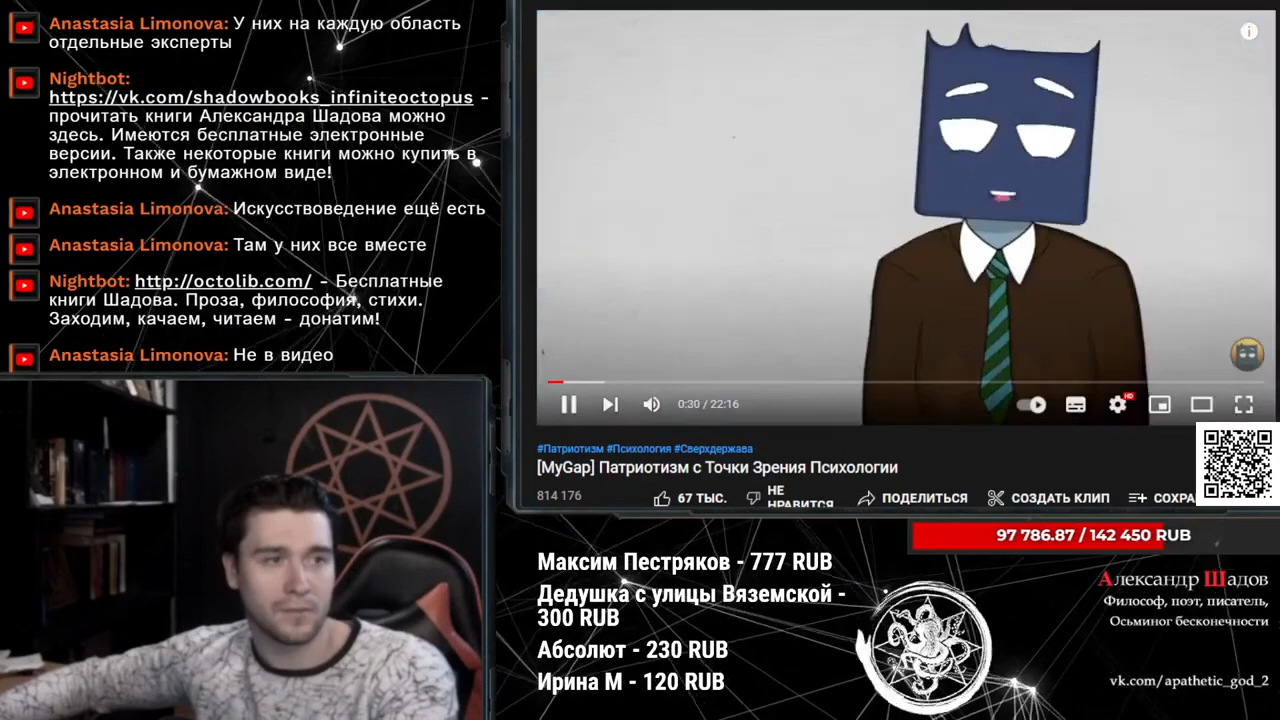 Anastasia Limonova: У них на каждую область
отдельные эксперты
Nightbot:
https://vk.com/shadowbooks_infiniteoctopus -
прочитать книги Александра Шадова можно
здесь. Имеются бесплатные электронные
версии. Также некоторые книги можно купить в
электронном и бумажном виде!
Anastasia Limonova: Искусствоведение ещё есть
Anastasia Limonova: Там у них все вместе
Nightbot: http://octolib.com/ - Бесплатные
книги Шадова. Проза, философия, стихи.
Заходим, качаем, читаем - донатим!
Anastasia Limonova: Не в видео
0:30 / 22:16
HD
#Патриотизм #Психология #Сверхдержава
[MyGap] Патриотизм с Точки Зрения Психологии
814 176
67 ТЫС.
НЕ
НРАВИТСЯ
ПОДЕЛИТЬСЯ
СОЗДАТЬ КЛИП
97 786.87 / 142 450 RUB
Максим Пестряков - 777 RUB
Дедушка с улицы Вяземской -
300 RUB
Абсолют - 230 RUB
Ирина М - 120 RUB
Александр Шадов
Философ, поэт, писатель,
Осьминог бесконечности
vk.com/apathetic_god_2